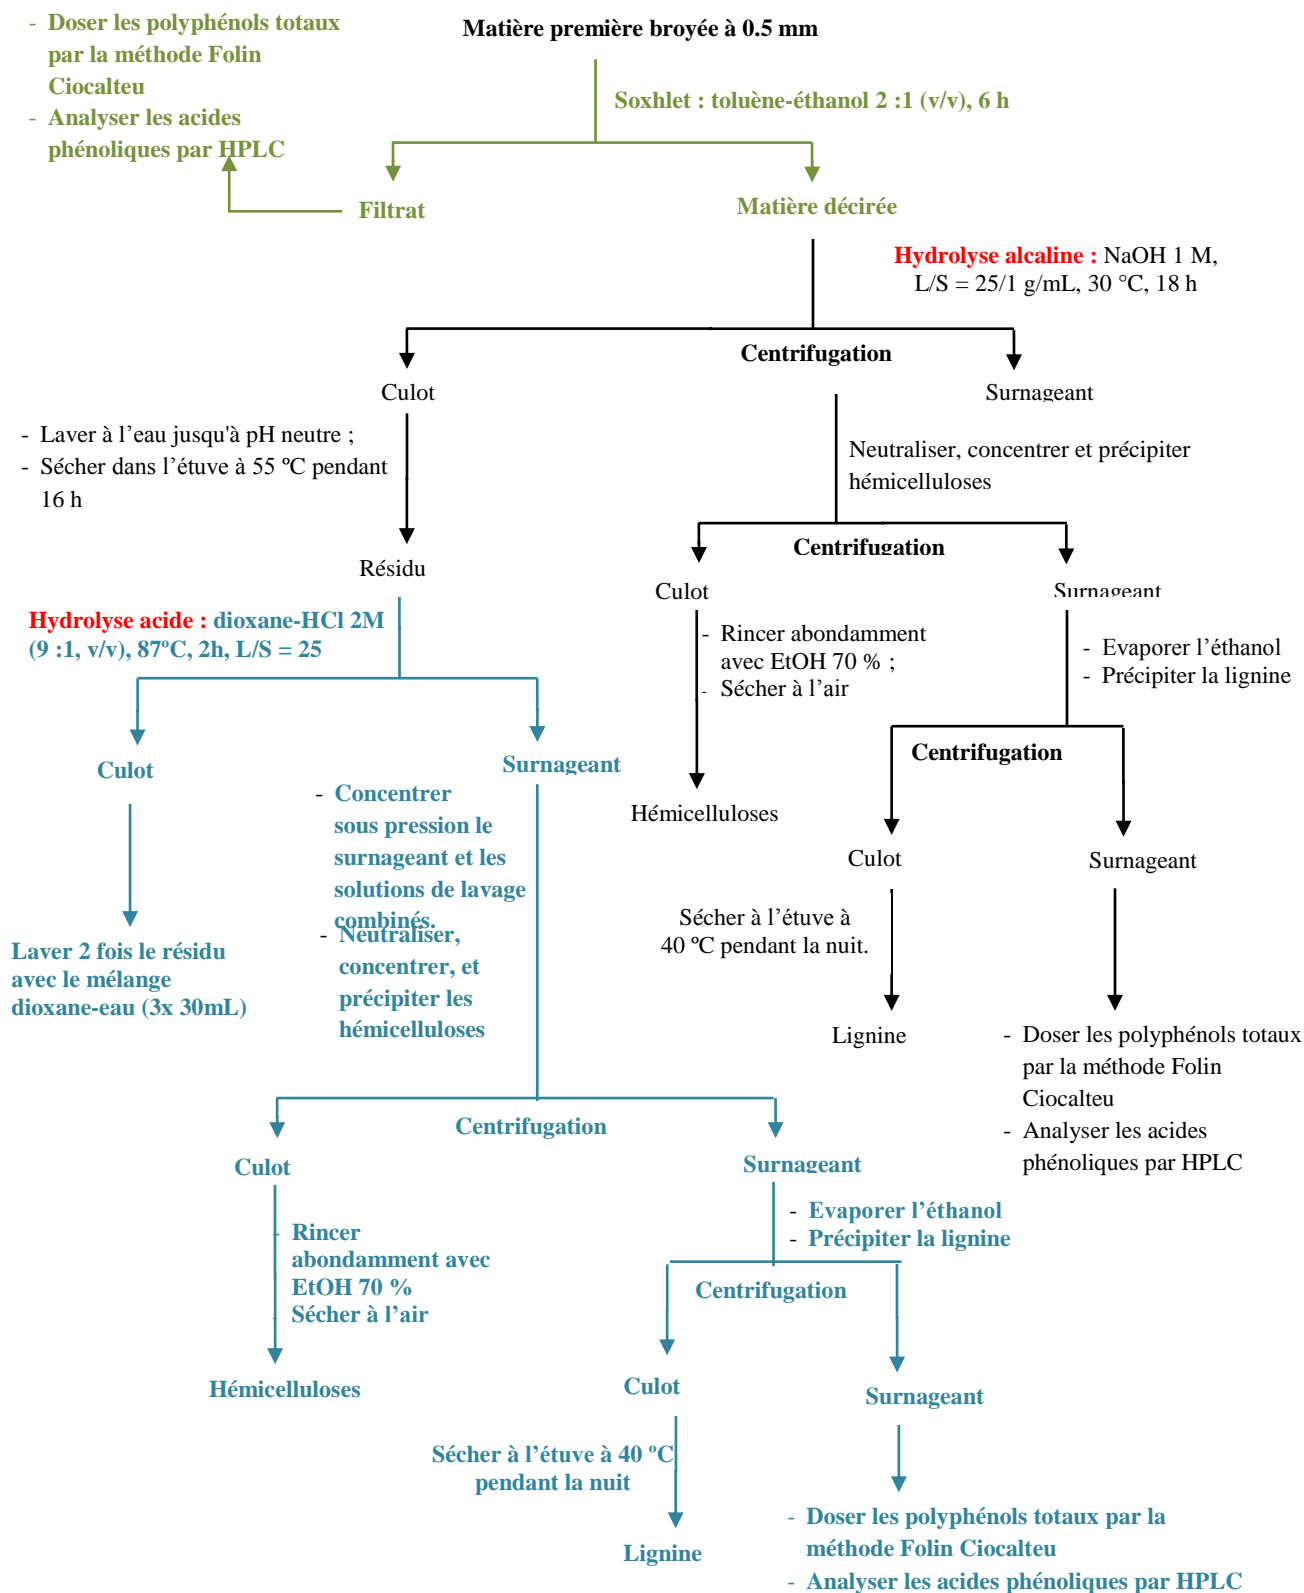 - Doser les polyphénols totaux
par la méthode Folin
Ciocalteu
- Analyser les acides
phénoliques par HPLC
Matière première broyée à 0.5 mm
Soxhlet : toluène-éthanol 2 :1 (v/v), 6 h
Filtrat
Matière décirée
Hydrolyse alcaline : NaOH 1 M,
L/S = 25/1 g/mL, 30 °C, 18 h
Centrifugation
Culot
Surnageant
- Laver à l’eau jusqu'à pH neutre ;
- Sécher dans l’étuve à 55 ºC pendant
16 h
Neutraliser, concentrer et précipiter
hémicelluloses
Centrifugation
Résidu
Culot
Surnageant
Hydrolyse acide : dioxane-HCl 2M
(9 :1, v/v), 87ºC, 2h, L/S = 25
- Rincer abondamment
avec EtOH 70 % ;
- Sécher à l’air
- Evaporer l’éthanol
- Précipiter la lignine
Centrifugation
Culot
Surnageant
- Concentrer
sous pression le
surnageant et les
solutions de lavage
combinés.
- Neutraliser,
concentrer, et
précipiter les
hémicelluloses
Hémicelluloses
Culot
Surnageant
Laver 2 fois le résidu
avec le mélange
dioxane-eau (3x 30mL)
Sécher à l’étuve à
40 ºC pendant la nuit.
Lignine
- Doser les polyphénols totaux
par la méthode Folin
Ciocalteu
- Analyser les acides
phénoliques par HPLC
Centrifugation
Culot
Surnageant
- Rincer
abondamment avec
EtOH 70 %
Sécher à l’air
- Evaporer l’éthanol
- Précipiter la lignine
Centrifugation
Hémicelluloses
Culot
Surnageant
Sécher à l’étuve à 40 ºC
pendant la nuit
Lignine
- Doser les polyphénols totaux par la
méthode Folin Ciocalteu
- Analyser les acides phénoliques par HPLC